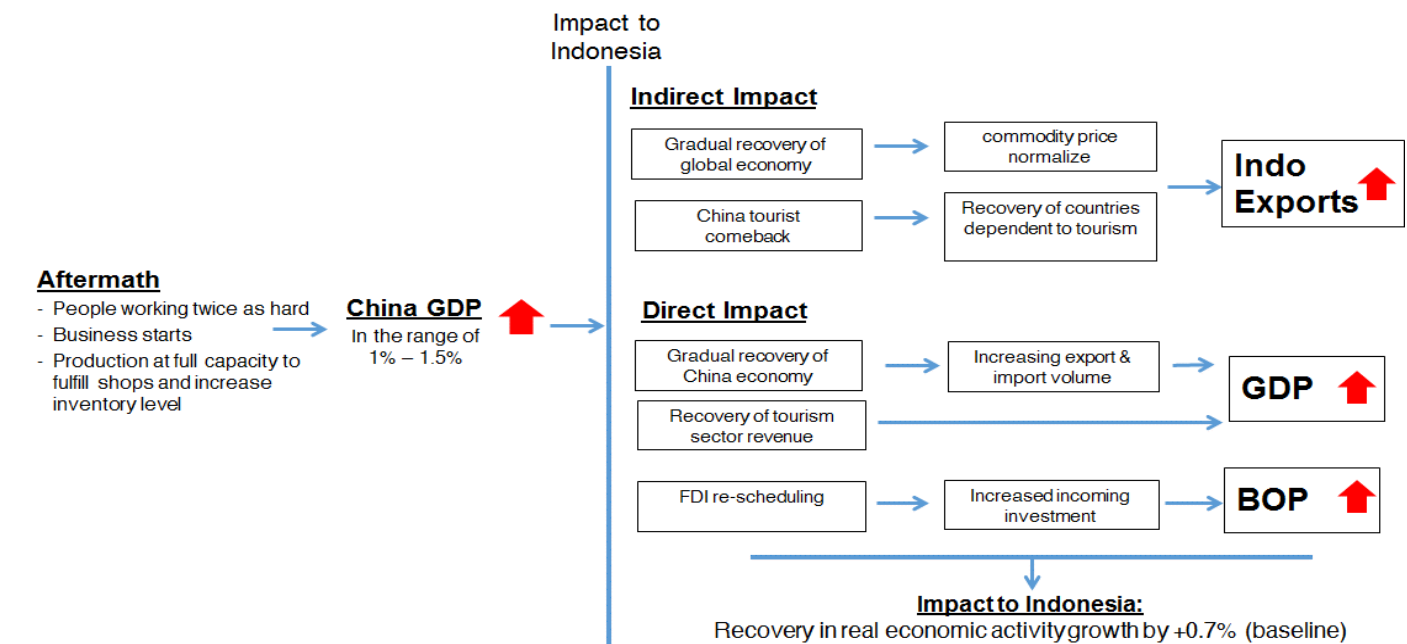 Impact to
Indonesia
Indirect Impact
Gradual recovery of
global economy
commodity price
normalize
Indo
Exports
China tourist
comeback
Recovery of countries
dependent to tourism
Aftermath
- People working twice as hard
- Business starts
- Production at full capacity to
fulfill shops and increase
inventory level
China GDP
In the range of
1% – 1.5%
Direct Impact
Gradual recovery of
China economy
Increasing export &
import volume
GDP
Recovery of tourism
sector revenue
FDI re-scheduling
Increased incoming
investment
BOP
Impact to Indonesia:
Recovery in real economic activity growth by +0.7% (baseline)